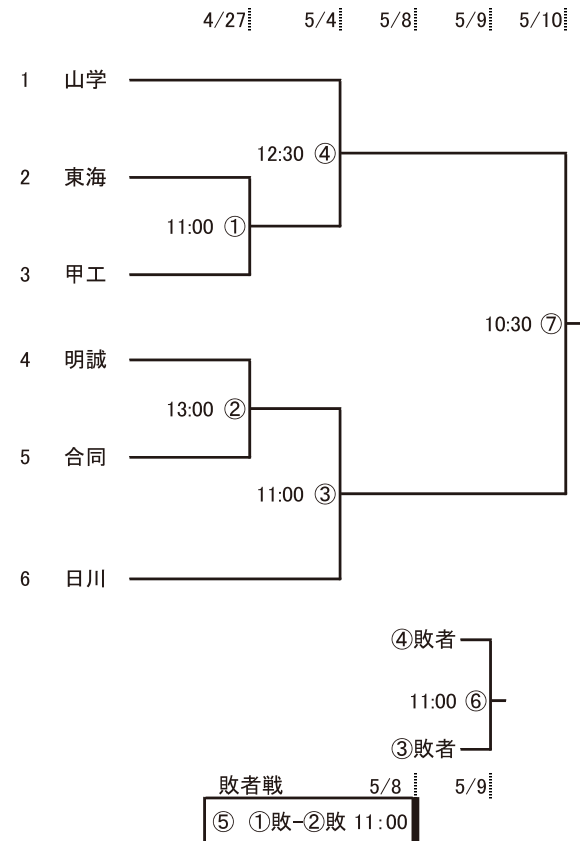 4/27 5/4 5/8 5/9 5/10
1 山学
12:30 ④
2 東海
11:00 ①
3 甲工
10:30 ⑦
4 明誠
13:00 ②
5 合同
11:00 ③
6 日川
④敗者
11:00 ⑥
③敗者
敗者戦 5/8 5/9
⑤ ①敗-②敗 11:00